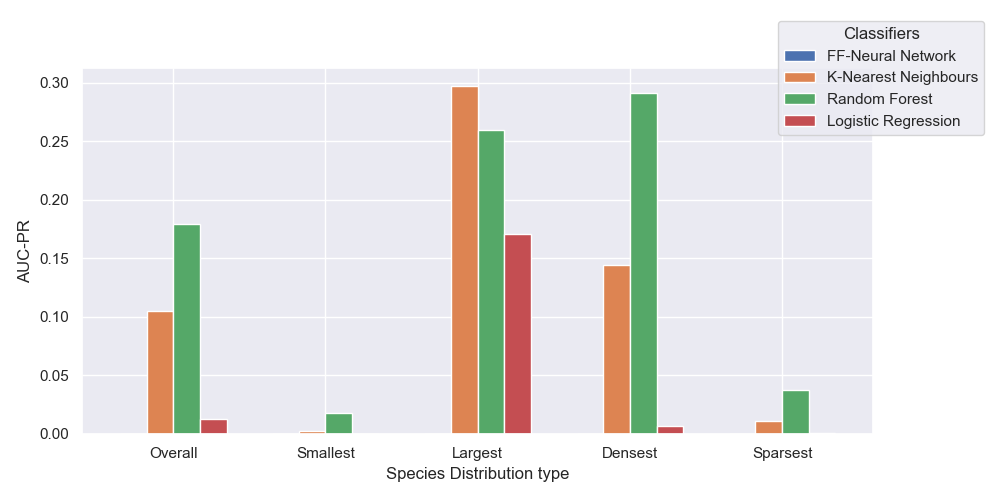 Classifiers
FF-Neural Network
K-Nearest Neighbours
Random Forest
Logistic Regression
0.30
0.25
0.20
0.15
0.10
0.05
0.00
AUC-PR
Overall
Smallest
Largest
Densest
Sparsest
Species Distribution type